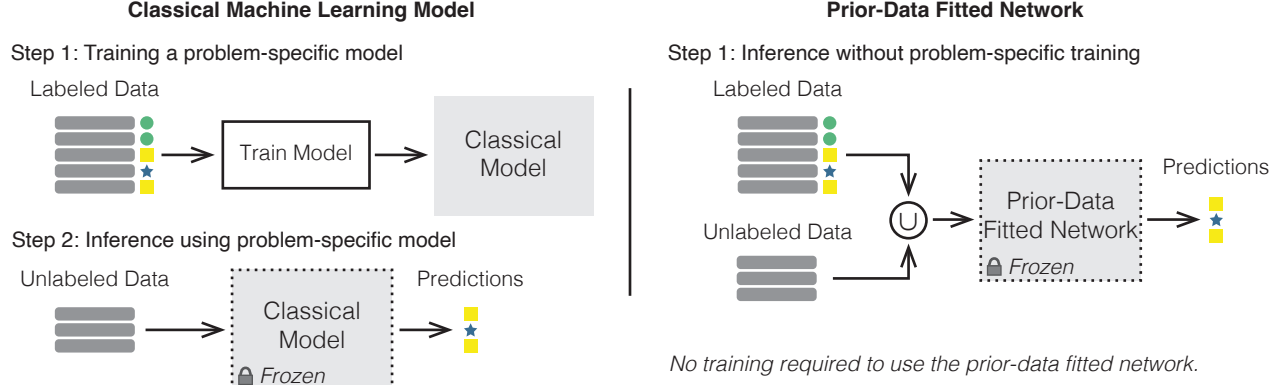 Classical Machine Learning Model
Step 1: Training a problem-specific model
Labeled Data
Train Model
Classical
Model
Step 2: Inference using problem-specific model
Unlabeled Data
Predictions
Classical
Model
Frozen
Prior-Data Fitted Network
Step 1: Inference without problem-specific training
Labeled Data
Unlabeled Data
U
Prior-Data
Fitted Network
Frozen
Predictions
No training required to use the prior-data fitted network.